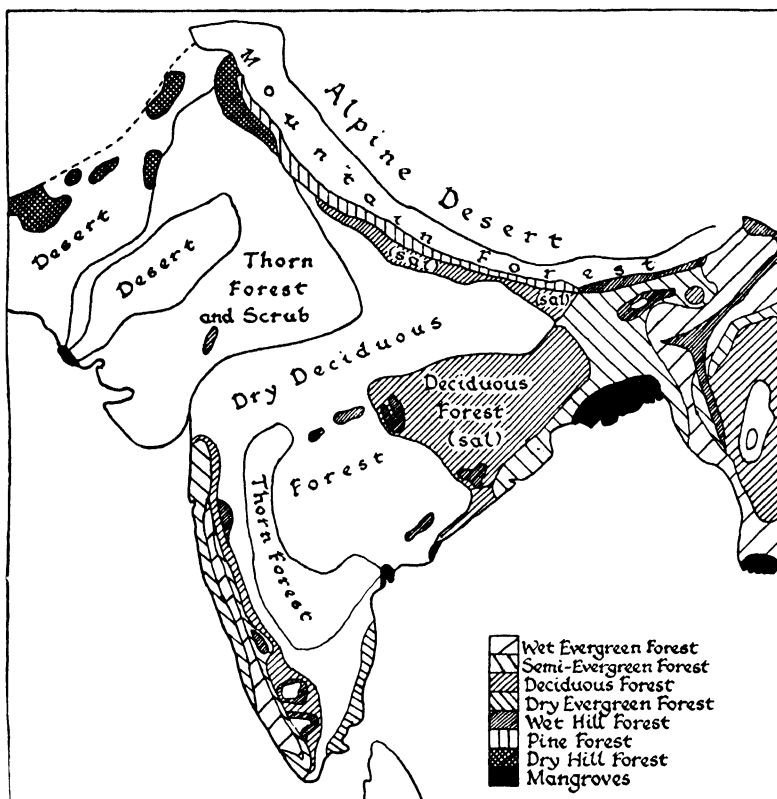 Mountain Forest
Alpine Desert
Desert
Desert
Thorn
Forest
and Scrub
(sal)
(sal)
Dry Deciduous
Forest
Deciduous
Forest
(sal)
Thorn Forest
Wet Evergreen Forest
Semi-Evergreen Forest
Deciduous Forest
Dry Evergreen Forest
Wet Hill Forest
Pine Forest
Dry Hill Forest
Mangroves